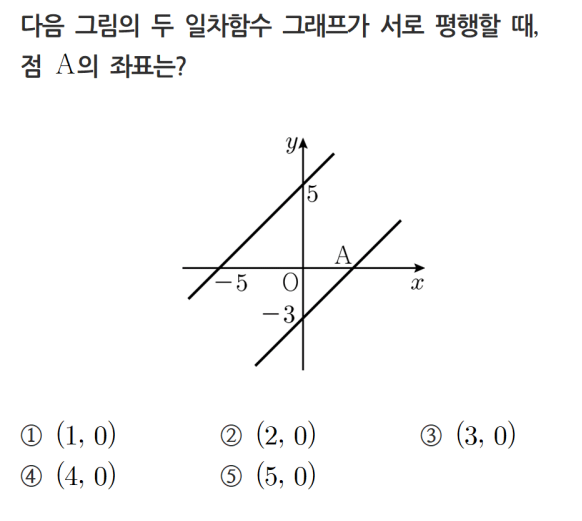 다음 그림의 두 일차함수 그래프가 서로 평행할 때,
점 A의 좌표는?
y
5
A
−5
O
x
−3
① (1, 0) ② (2, 0) ③ (3, 0)
④ (4, 0) ⑤ (5, 0)